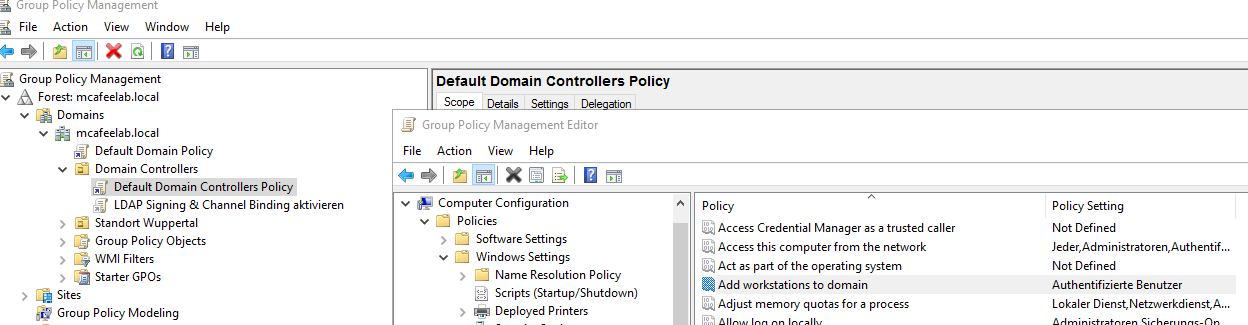 Group Policy Management
File Action View Window Help
Group Policy Management
Forest: mcafeelab.local
Domains
mcafeelab.local
Default Domain Policy
Domain Controllers
Default Domain Controllers Policy
LDAP Signing & Channel Binding aktivieren
Standort Wuppertal
Group Policy Objects
WMI Filters
Starter GPOs
Sites
Group Policy Modeling
Default Domain Controllers Policy
Scope Details Settings Delegation
Group Policy Management Editor
File Action View Help
Computer Configuration
Policies
Software Settings
Windows Settings
Name Resolution Policy
Scripts (Startup/Shutdown)
Deployed Printers
Policy Policy Setting
Access Credential Manager as a trusted caller Not Defined
Access this computer from the network Jeder,Administratoren,Authentif...
Act as part of the operating system Not Defined
Add workstations to domain Authentifizierte Benutzer
Adjust memory quotas for a process Lokaler Dienst,Netzwerkdienst,A...
Allow log on locally Administratoren,Sicherungs-Op...